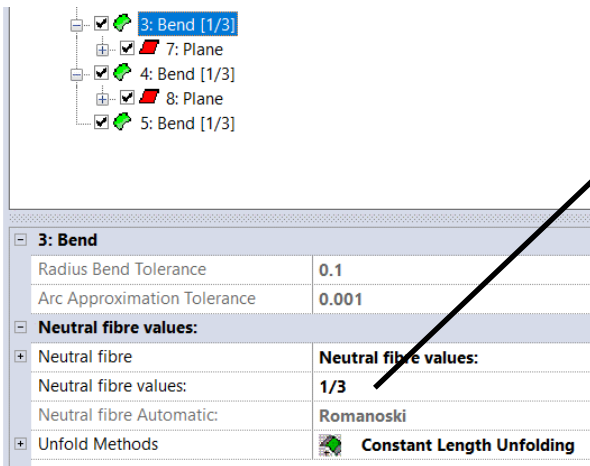 3: Bend [1/3]
7: Plane
4: Bend [1/3]
8: Plane
5: Bend [1/3]
3: Bend
Radius Bend Tolerance 0.1
Arc Approximation Tolerance 0.001
Neutral fibre values:
Neutral fibre Neutral fibre values:
Neutral fibre values: 1/3
Neutral fibre Automatic: Romanoski
Unfold Methods Constant Length Unfolding